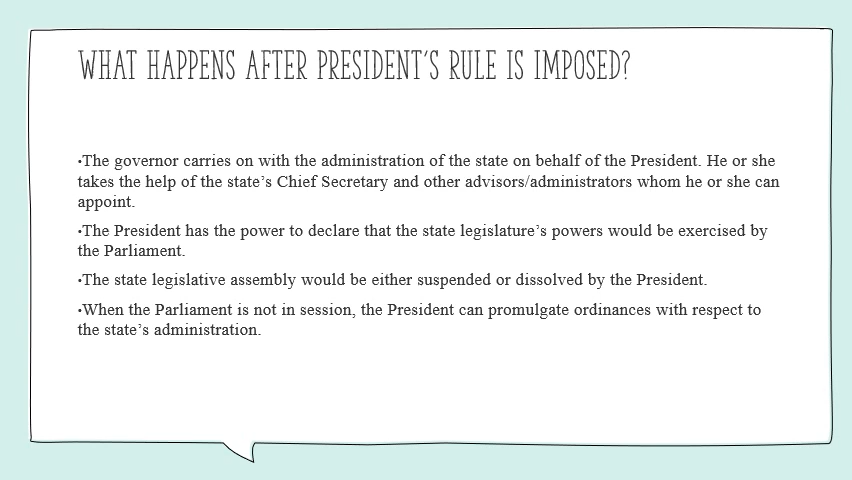 WHAT HAPPENS AFTER PRESIDENT’S RULE IS IMPOSED?
•The governor carries on with the administration of the state on behalf of the President. He or she
takes the help of the state’s Chief Secretary and other advisors/administrators whom he or she can
appoint.
•The President has the power to declare that the state legislature’s powers would be exercised by
the Parliament.
•The state legislative assembly would be either suspended or dissolved by the President.
•When the Parliament is not in session, the President can promulgate ordinances with respect to
the state’s administration.